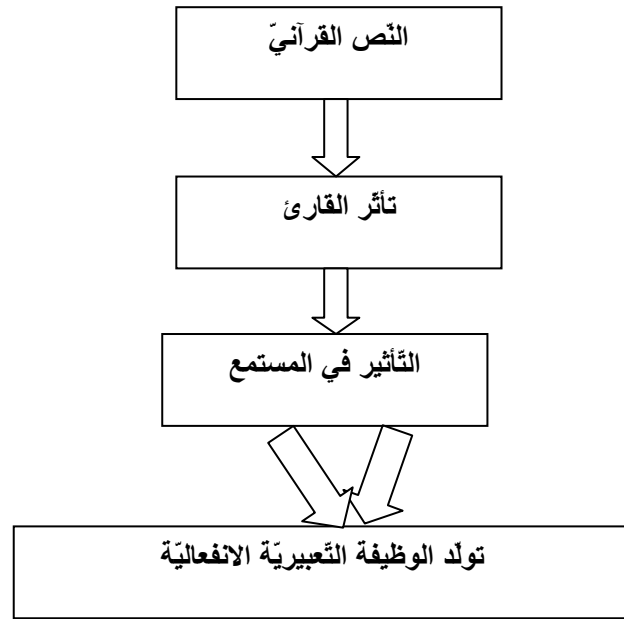 النّص القرآنيّ
تأثّر القارئ
التّأثير في المستمع
تولّد الوظيفة التّعبيريّة الانفعاليّة